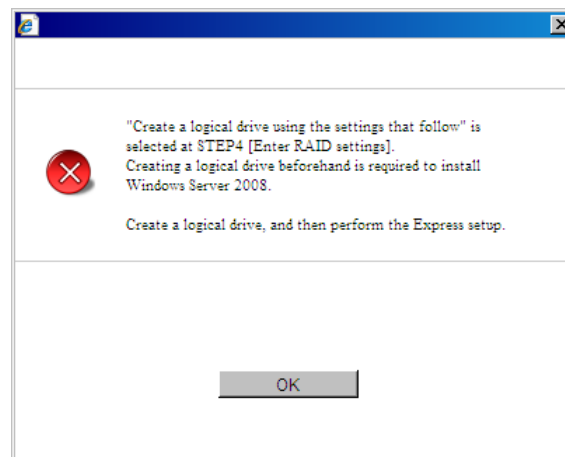 "Create a logical drive using the settings that follow" is
selected at STEP4 [Enter RAID settings].
Creating a logical drive beforehand is required to install
Windows Server 2008.
Create a logical drive, and then perform the Express setup.
OK